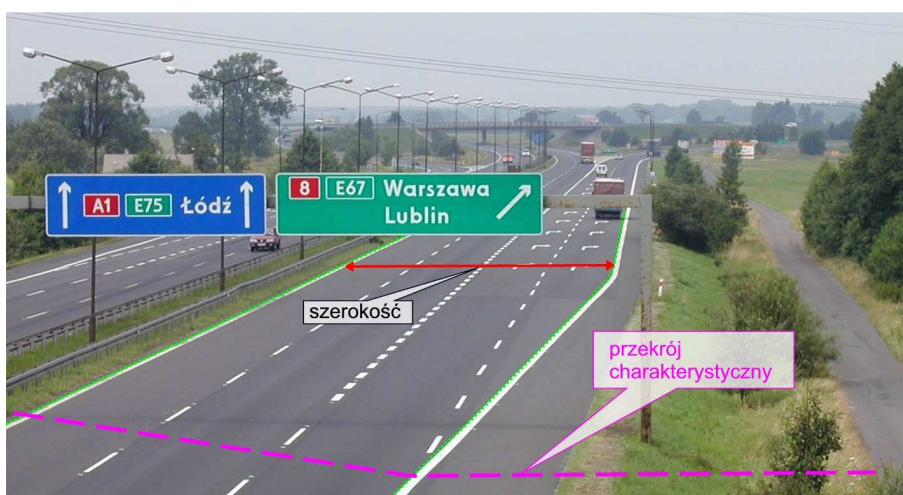 A1 E75 Łódź
8 E67 Warszawa
Lublin
szerokość
przekrój
charakterystyczny